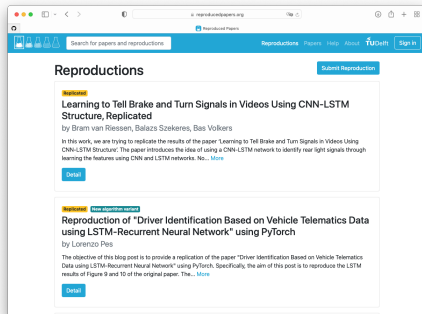 reproducedpapers.org
Reproduced Papers
Search for papers and reproductions
Reproductions Papers Help About TUDelft Sign in
Reproductions
Submit Reproduction
Replicated
Learning to Tell Brake and Turn Signals in Videos Using CNN-LSTM
Structure, Replicated
by Bram van Riessen, Balazs Szekeres, Bas Volkers
In this work, we are trying to replicate the results of the paper 'Learning to Tell Brake and Turn Signals in Videos Using
CNN-LSTM Structure'. The paper introduces the idea of using a CNN-LSTM network to identify rear light signals through
learning the features using CNN and LSTM networks. No... More
Detail
Replicated New algorithm variant
Reproduction of "Driver Identification Based on Vehicle Telematics Data
using LSTM-Recurrent Neural Network" using PyTorch
by Lorenzo Pes
The objective of this blog post is to provide a replication of the paper "Driver Identification Based on Vehicle Telematics
Data using LSTM-Recurrent Neural Network" using PyTorch. Specifically, the aim of this post is to reproduce the LSTM
results of Figure 9 and 10 of the original paper. The... More
Detail